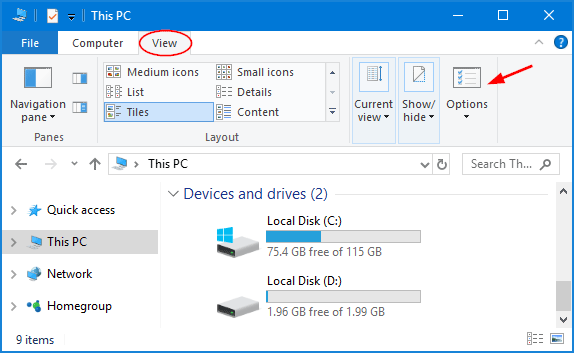 This PC
File Computer View
Medium icons Small icons
List Details
Tiles Content
Navigation pane
Current view
Show/ hide
Options
Panes Layout
This PC Search Th...
Quick access
This PC
Network
Homegroup
Devices and drives (2)
Local Disk (C:)
75.4 GB free of 115 GB
Local Disk (D:)
1.96 GB free of 1.99 GB
9 items